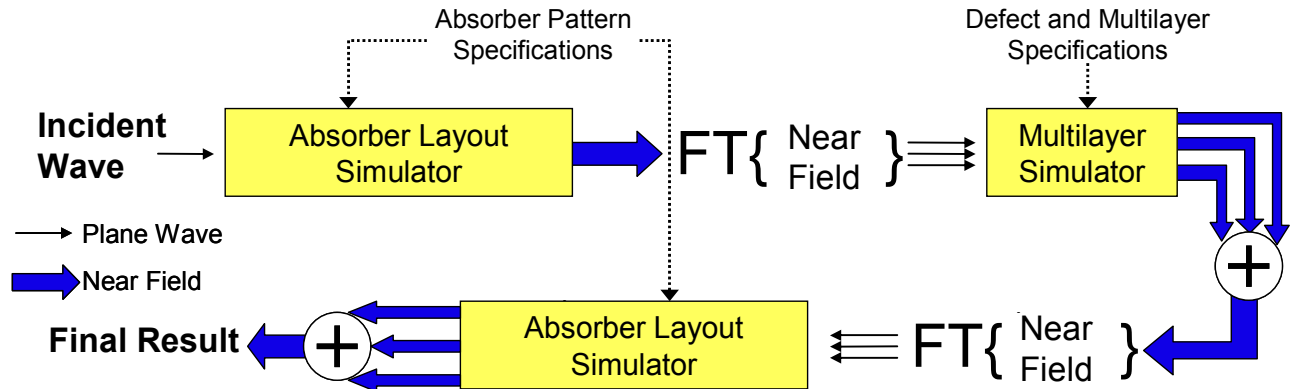 Absorber Pattern
Specifications
Defect and Multilayer
Specifications
Incident
Wave
Absorber Layout
Simulator
FT{ Near
Field }
Multilayer
Simulator
Plane Wave
Near Field
+
Final Result
+
Absorber Layout
Simulator
FT{ Near
Field }